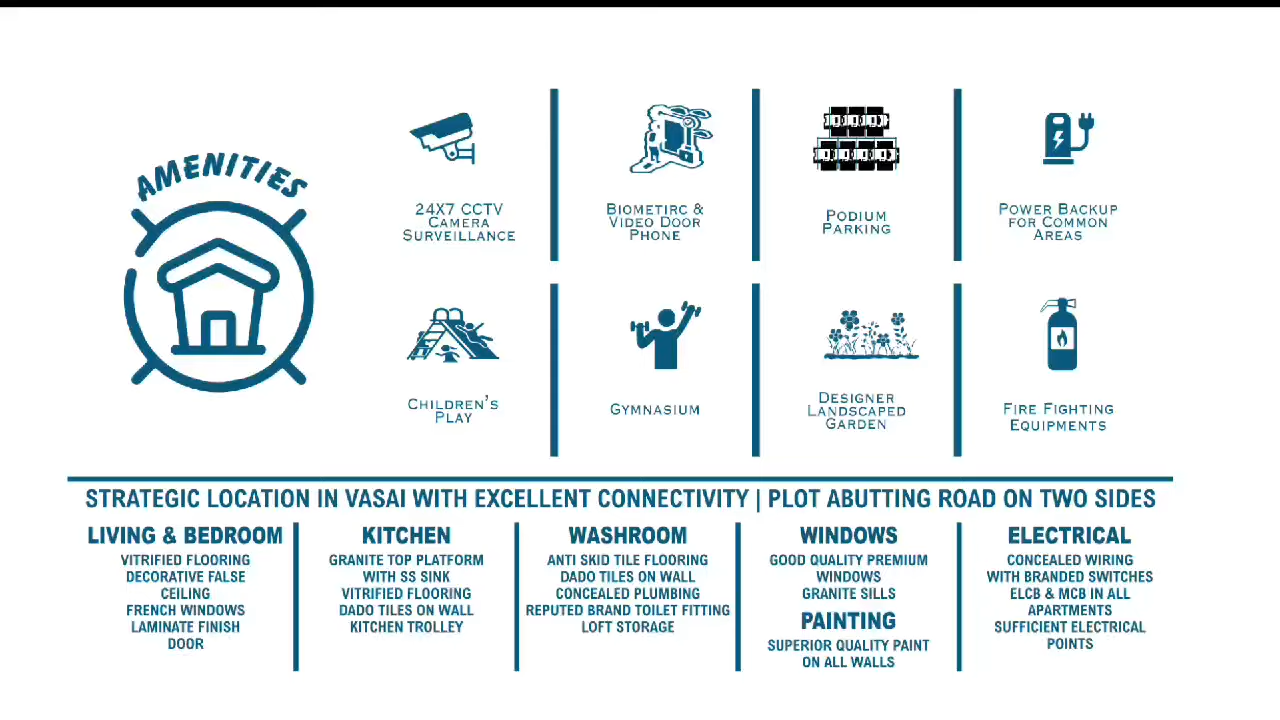 AMENITIES
24X7 CCTV
CAMERA
SURVEILLANCE
BIOMETIRC &
VIDEO DOOR
PHONE
PODIUM
PARKING
POWER BACKUP
FOR COMMON
AREAS
CHILDREN'S
PLAY
GYMNASIUM
DESIGNER
LANDSCAPED
GARDEN
FIRE FIGHTING
EQUIPMENTS
STRATEGIC LOCATION IN VASAI WITH EXCELLENT CONNECTIVITY | PLOT ABUTTING ROAD ON TWO SIDES
LIVING & BEDROOM
VITRIFIED FLOORING
DECORATIVE FALSE
CEILING
FRENCH WINDOWS
LAMINATE FINISH
DOOR
KITCHEN
GRANITE TOP PLATFORM
WITH SS SINK
VITRIFIED FLOORING
DADO TILES ON WALL
KITCHEN TROLLEY
WASHROOM
ANTI SKID TILE FLOORING
DADO TILES ON WALL
CONCEALED PLUMBING
REPUTED BRAND TOILET FITTING
LOFT STORAGE
WINDOWS
GOOD QUALITY PREMIUM
WINDOWS
GRANITE SILLS
PAINTING
SUPERIOR QUALITY PAINT
ON ALL WALLS
ELECTRICAL
CONCEALED WIRING
WITH BRANDED SWITCHES
ELCB & MCB IN ALL
APARTMENTS
SUFFICIENT ELECTRICAL
POINTS